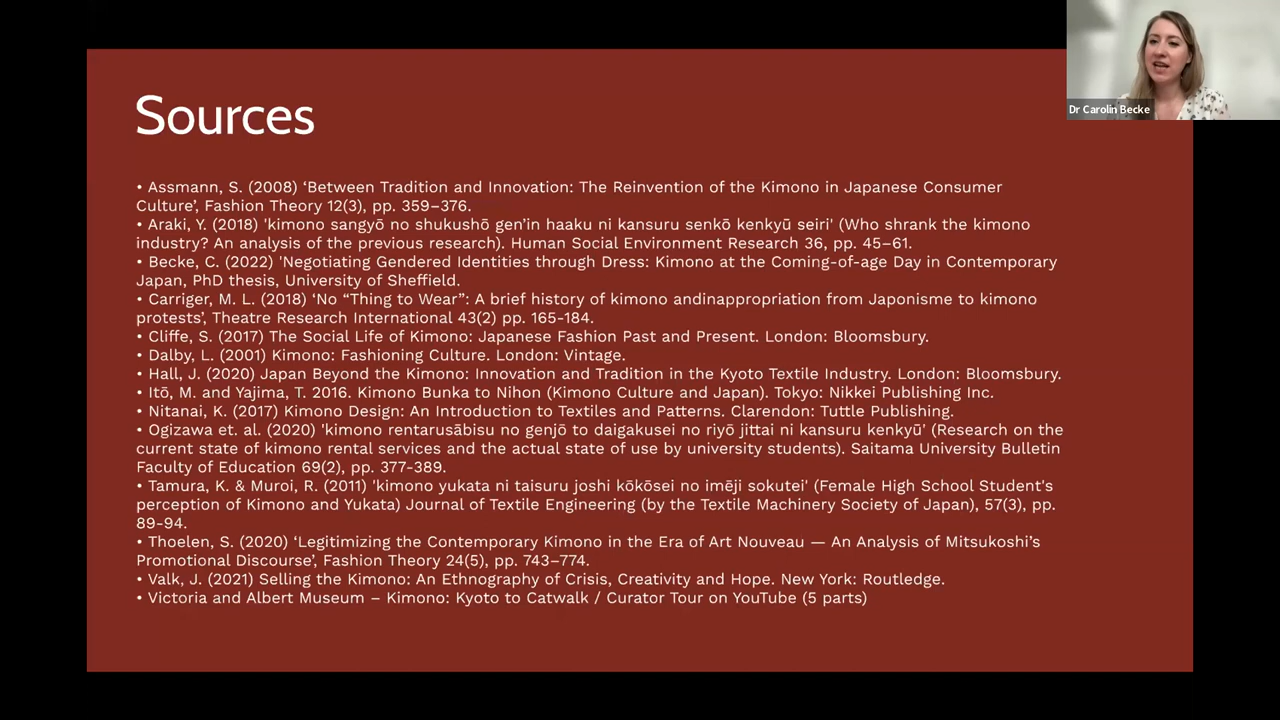 Sources
• Assmann, S. (2008) ‘Between Tradition and Innovation: The Reinvention of the Kimono in Japanese Consumer
Culture’, Fashion Theory 12(3), pp. 359–376.
• Araki, Y. (2018) 'kimono sangyō no shukushō gen’in haaku ni kansuru senkō kenkyū seiri' (Who shrank the kimono
industry? An analysis of the previous research). Human Social Environment Research 36, pp. 45–61.
• Becke, C. (2022) 'Negotiating Gendered Identities through Dress: Kimono at the Coming-of-age Day in Contemporary
Japan, PhD thesis, University of Sheffield.
• Carriger, M. L. (2018) ‘No “Thing to Wear”: A brief history of kimono andinappropriation from Japonisme to kimono
protests’, Theatre Research International 43(2) pp. 165-184.
• Cliffe, S. (2017) The Social Life of Kimono: Japanese Fashion Past and Present. London: Bloomsbury.
• Dalby, L. (2001) Kimono: Fashioning Culture. London: Vintage.
• Hall, J. (2020) Japan Beyond the Kimono: Innovation and Tradition in the Kyoto Textile Industry. London: Bloomsbury.
• Itō, M. and Yajima, T. 2016. Kimono Bunka to Nihon (Kimono Culture and Japan). Tokyo: Nikkei Publishing Inc.
• Nitanai, K. (2017) Kimono Design: An Introduction to Textiles and Patterns. Clarendon: Tuttle Publishing.
• Ogizawa et. al. (2020) 'kimono rentarusābisu no genjō to daigakusei no riyō jittai ni kansuru kenkyū’ (Research on the
current state of kimono rental services and the actual state of use by university students). Saitama University Bulletin
Faculty of Education 69(2), pp. 377-389.
• Tamura, K. & Muroi, R. (2011) 'kimono yukata ni taisuru joshi kōkōsei no imēji sokutei' (Female High School Student's
perception of Kimono and Yukata) Journal of Textile Engineering (by the Textile Machinery Society of Japan), 57(3), pp.
89-94.
• Thoelen, S. (2020) ‘Legitimizing the Contemporary Kimono in the Era of Art Nouveau — An Analysis of Mitsukoshi’s
Promotional Discourse’, Fashion Theory 24(5), pp. 743–774.
• Valk, J. (2021) Selling the Kimono: An Ethnography of Crisis, Creativity and Hope. New York: Routledge.
• Victoria and Albert Museum – Kimono: Kyoto to Catwalk / Curator Tour on YouTube (5 parts)
Dr Carolin Becke